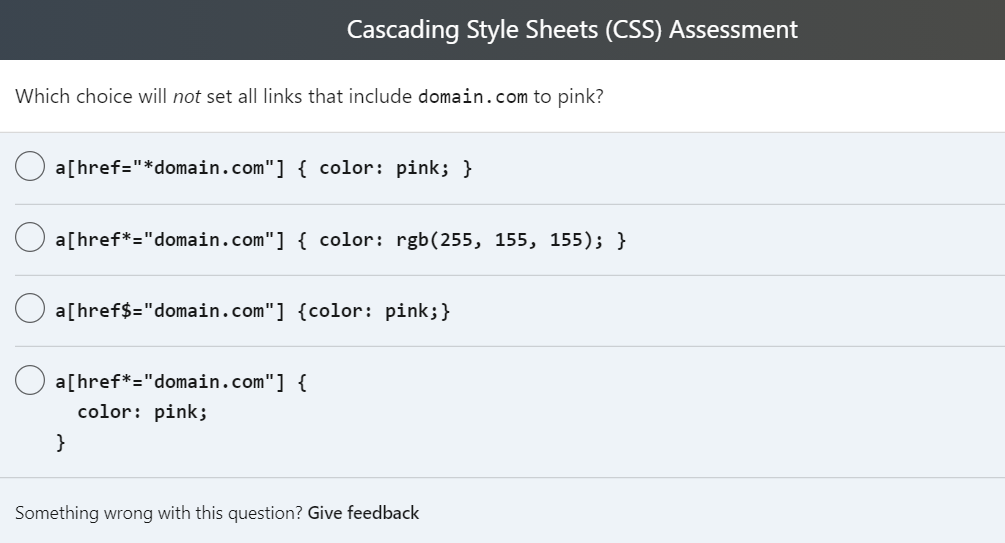 Cascading Style Sheets (CSS) Assessment
Which choice will not set all links that include domain.com to pink?
a[href="*domain.com"] { color: pink; }
a[href*="domain.com"] { color: rgb(255, 155, 155); }
a[href$="domain.com"] {color: pink;}
a[href*="domain.com"] {
color: pink;
}
Something wrong with this question? Give feedback